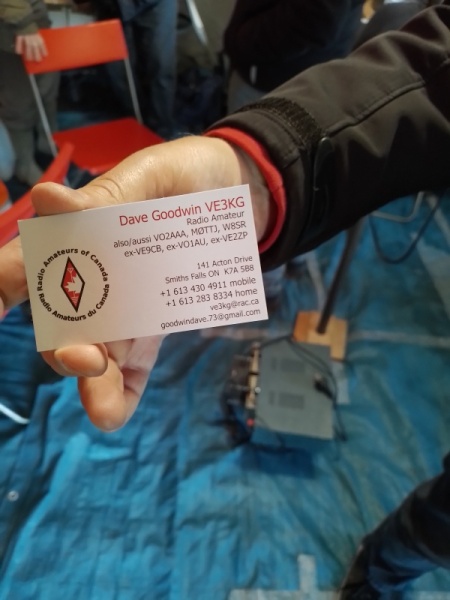 Radio Amateurs of Canada
Radio Amateurs du Canada
Dave Goodwin VE3KG
Radio Amateur
also/aussi VO2AAA, MØTTJ, W8SR
ex-VE9CB, ex-VO1AU, ex-VE2ZP
141 Acton Drive
Smiths Falls ON K7A 5B8
+1 613 430 4911 mobile
+1 613 283 8334 home
ve3kg@rac.ca
goodwindave.73@gmail.com